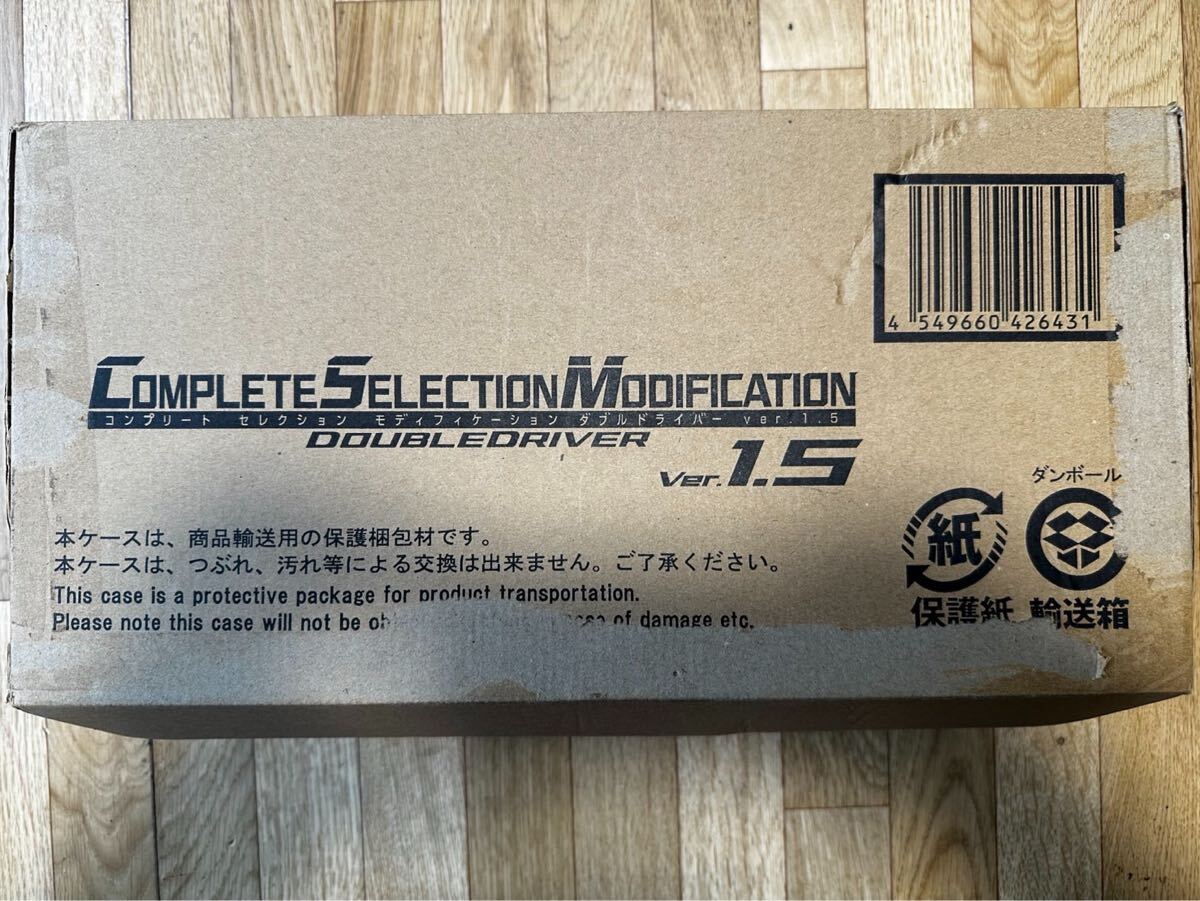 4 549660 426431
COMPLETE SELECTION MODIFICATION
コンプリート セレクション モディフィケーション ダブルドライバー ver.1.5
DOUBLEDRIVER
Ver. 1.5
ダンボール
紙
保護紙 輸送箱
本ケースは、商品輸送用の保護梱包材です。
本ケースは、つぶれ、汚れ等による交換は出来ません。ご了承ください。
This case is a protective package for product transportation.
Please note this case will not be of damage etc.